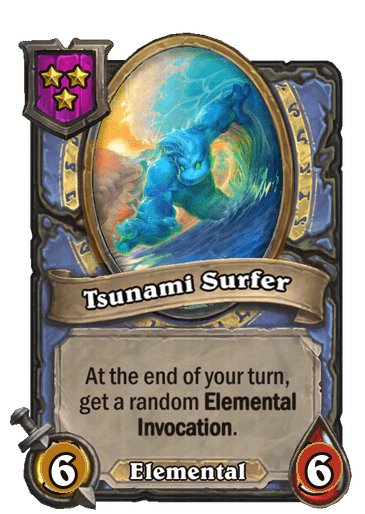 Tsunami Surfer
At the end of your turn,
get a random Elemental
Invocation.
6
Elemental
6